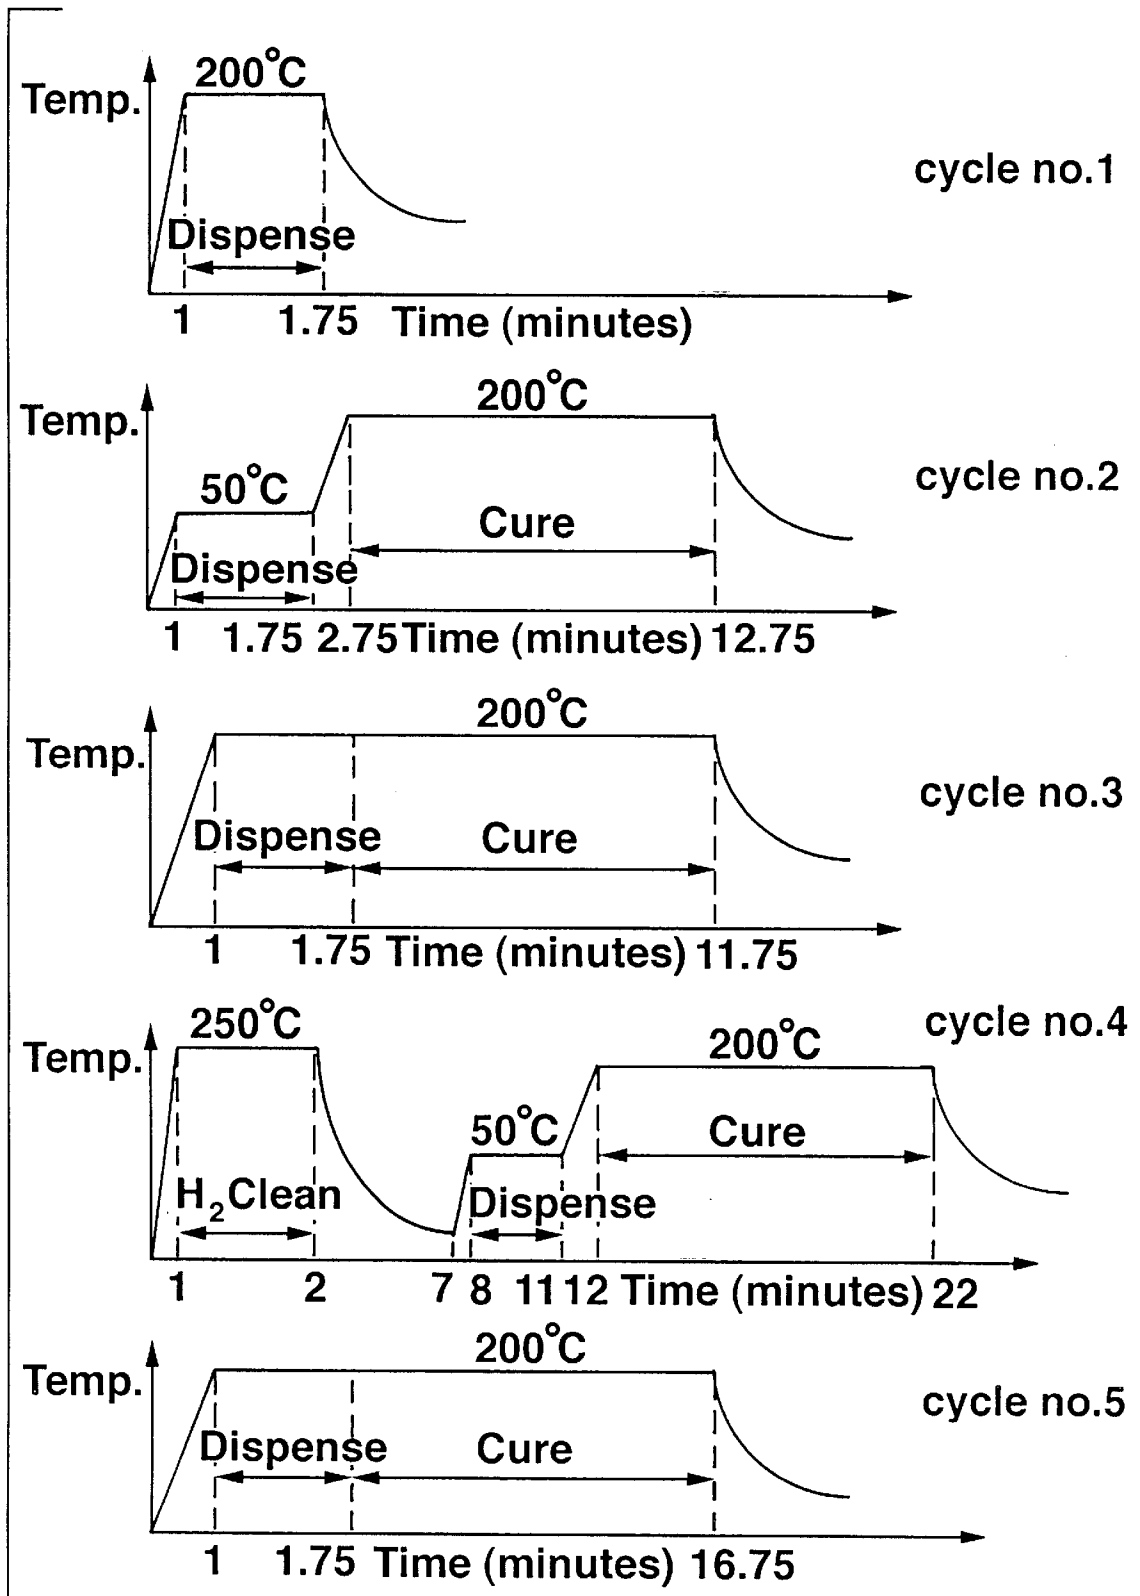 200°C
Temp.
cycle no.1
Dispense
1 1.75 Time (minutes)
200°C
Temp.
50°C
cycle no.2
Cure
Dispense
1 1.75 2.75 Time (minutes) 12.75
200°C
Temp.
cycle no.3
Dispense Cure
1 1.75 Time (minutes) 11.75
250°C
cycle no.4
200°C
Temp.
50°C
Cure
H₂Clean
Dispense
1 2 7 8 11 12 Time (minutes) 22
200°C
Temp.
cycle no.5
Dispense Cure
1 1.75 Time (minutes) 16.75